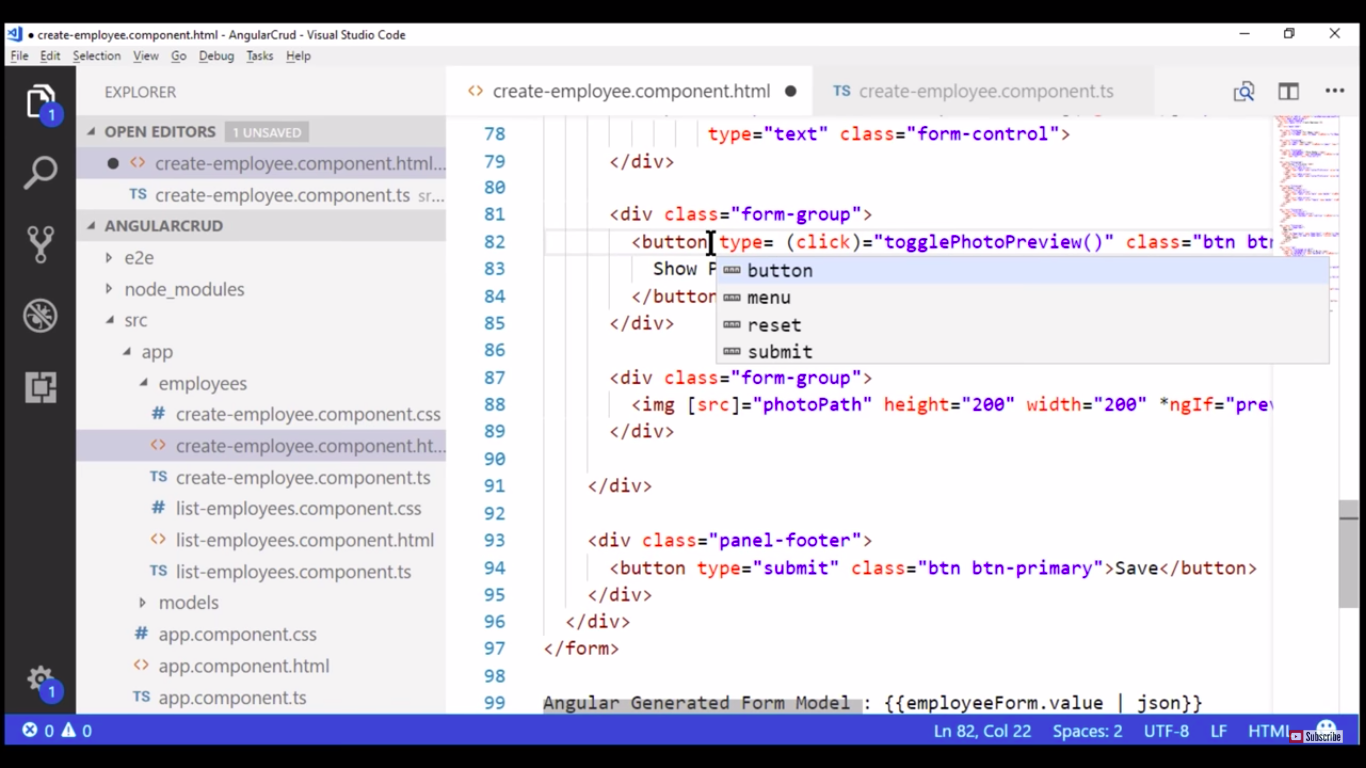 create-employee.component.html - AngularCrud - Visual Studio Code
File Edit Selection View Go Debug Tasks Help
EXPLORER
OPEN EDITORS 1 UNSAVED
create-employee.component.html...
TS create-employee.component.ts sr...
ANGULARCRUD
e2e
node_modules
src
app
employees
# create-employee.component.css
<> create-employee.component.ht...
TS create-employee.component.ts
# list-employees.component.css
<> list-employees.component.html
TS list-employees.component.ts
models
# app.component.css
<> app.component.html
TS app.component.ts
1
1
<> create-employee.component.html ● TS create-employee.component.ts
78 type="text" class="form-control">
79 </div>
80
81 <div class="form-group">
82 <button type= (click)="togglePhotoPreview()" class="btn btn
83 Show P
84 </button
85 </div>
86
87 <div class="form-group">
88 <img [src]="photoPath" height="200" width="200" *ngIf="prev
89 </div>
90
91 </div>
92
93 <div class="panel-footer">
94 <button type="submit" class="btn btn-primary">Save</button>
95 </div>
96 </div>
97 </form>
98
99 Angular Generated Form Model : {{employeeForm.value | json}}
button
menu
reset
submit
0 0 Ln 82, Col 22 Spaces: 2 UTF-8 LF HTML
Subscribe